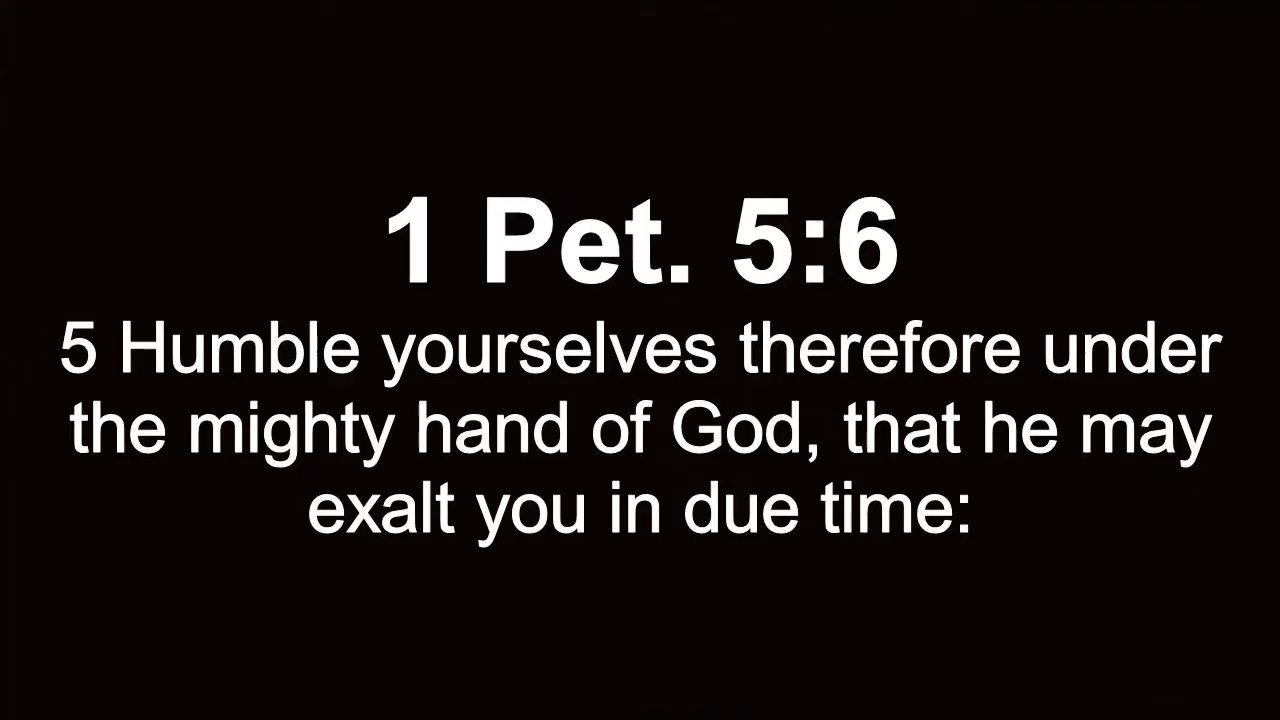 1 Pet. 5:6
5 Humble yourselves therefore under
the mighty hand of God, that he may
exalt you in due time: